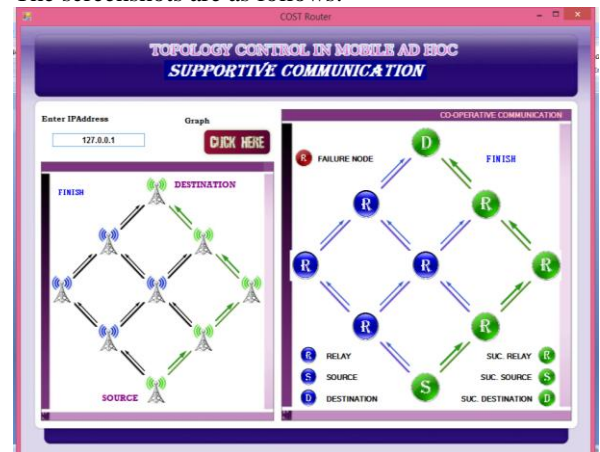 The screenshots are as follows:
COST Router
TOPOLOGY CONTROL IN MOBILE AD HOC
SUPPORTIVE COMMUNICATION
Enter IPAddress
Graph
127.0.0.1
CLICK HERE
FINISH
DESTINATION
SOURCE
CO-OPERATIVE COMMUNICATION
R FAILURE NODE
D
FINISH
R
R
R
R
R
R
R
S
R RELAY
S SOURCE
D DESTINATION
SUC. RELAY R
SUC. SOURCE S
SUC. DESTINATION D